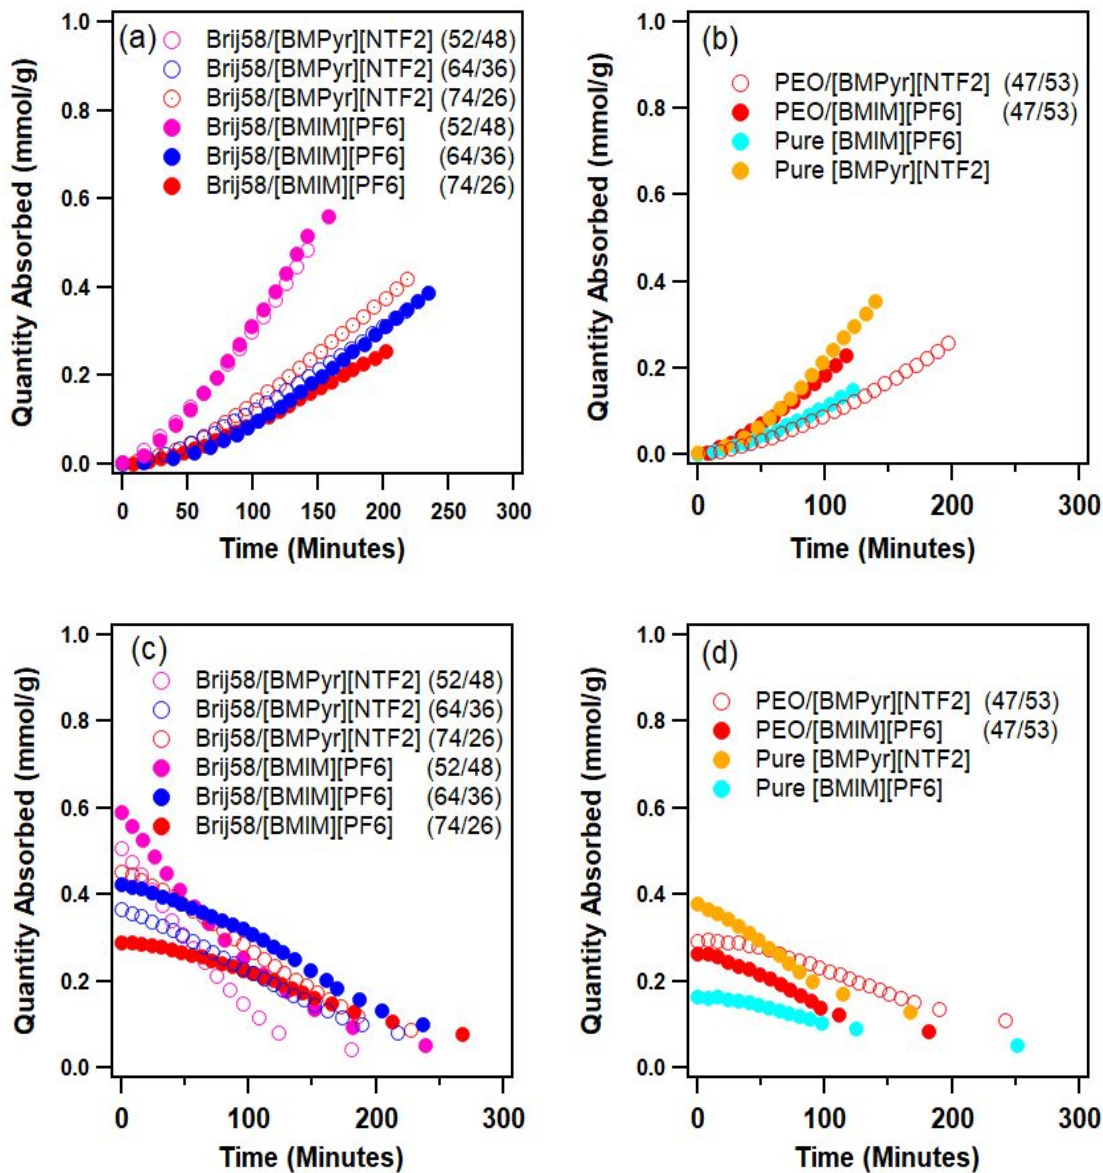 (a)
Brij58/[BMPyr][NTF2] (52/48)
Brij58/[BMPyr][NTF2] (64/36)
Brij58/[BMPyr][NTF2] (74/26)
Brij58/[BMIM][PF6] (52/48)
Brij58/[BMIM][PF6] (64/36)
Brij58/[BMIM][PF6] (74/26)
Quantity Absorbed (mmol/g)
1.0
0.8
0.6
0.4
0.2
0.0
0 50 100 150 200 250 300
Time (Minutes)
(b)
PEO/[BMPyr][NTF2] (47/53)
PEO/[BMIM][PF6] (47/53)
Pure [BMIM][PF6]
Pure [BMPyr][NTF2]
Quantity Absorbed (mmol/g)
1.0
0.8
0.6
0.4
0.2
0.0
0 100 200 300
Time (Minutes)
(c)
Brij58/[BMPyr][NTF2] (52/48)
Brij58/[BMPyr][NTF2] (64/36)
Brij58/[BMPyr][NTF2] (74/26)
Brij58/[BMIM][PF6] (52/48)
Brij58/[BMIM][PF6] (64/36)
Brij58/[BMIM][PF6] (74/26)
Quantity Absorbed (mmol/g)
1.0
0.8
0.6
0.4
0.2
0.0
0 100 200 300
Time (Minutes)
(d)
PEO/[BMPyr][NTF2] (47/53)
PEO/[BMIM][PF6] (47/53)
Pure [BMPyr][NTF2]
Pure [BMIM][PF6]
Quantity Absorbed (mmol/g)
1.0
0.8
0.6
0.4
0.2
0.0
0 100 200 300
Time (Minutes)